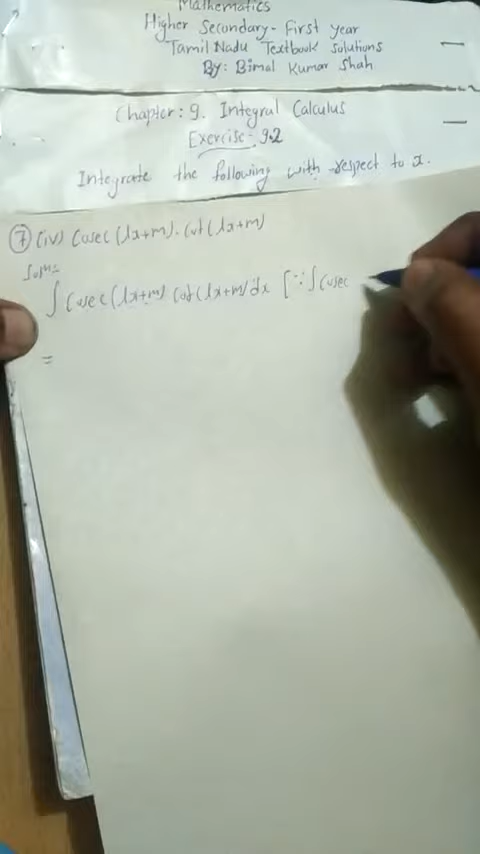 Mathematics
Higher Secondary - First year
Tamil Nadu Textbook Solutions
By: Bimal Kumar Shah
Chapter: 9. Integral Calculus
Exercise - 9.2
Integrate the following with respect to x.
⑦ (iv) Cosec (lx+m). Cot (lx+m)
Soln:-
∫ Cosec (lx+m) Cot (lx+m) dx [∵ ∫ Cosec
=